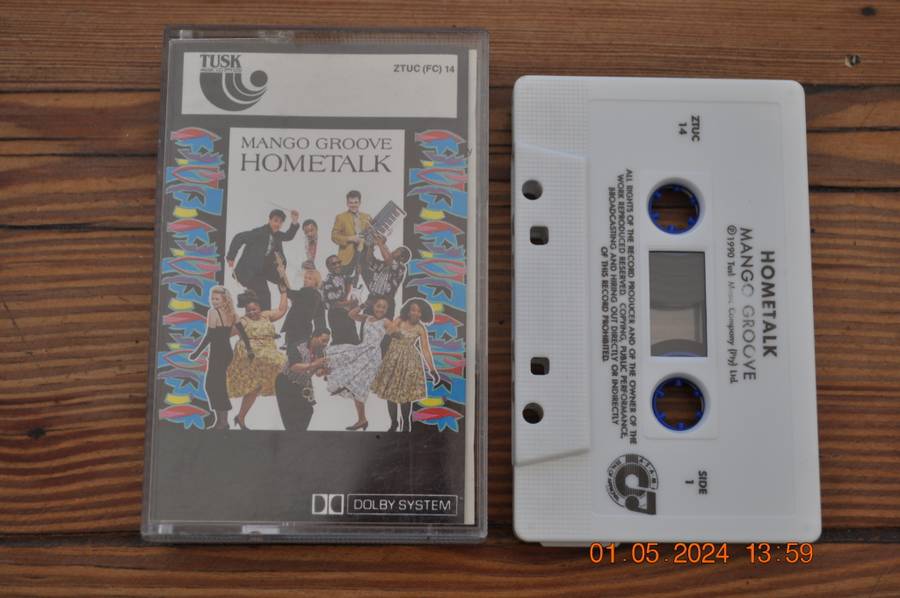 TUSK
ZTUC (FC) 14
MANGO GROOVE
HOMETALK
DOLBY SYSTEM
ZTUC
14
HOMETALK
MANGO GROOVE
℗1990 Tusk Music Company (Pty) Ltd.
ALL RIGHTS OF THE RECORD PRODUCER AND OF THE OWNER OF THE
WORK REPRODUCED RESERVED. COPYING, PUBLIC PERFORMANCE,
BROADCASTING AND HIRING OUT DIRECTLY OR INDIRECTLY
OF THIS RECORD PROHIBITED.
SIDE
1
01.05.2024 13:59